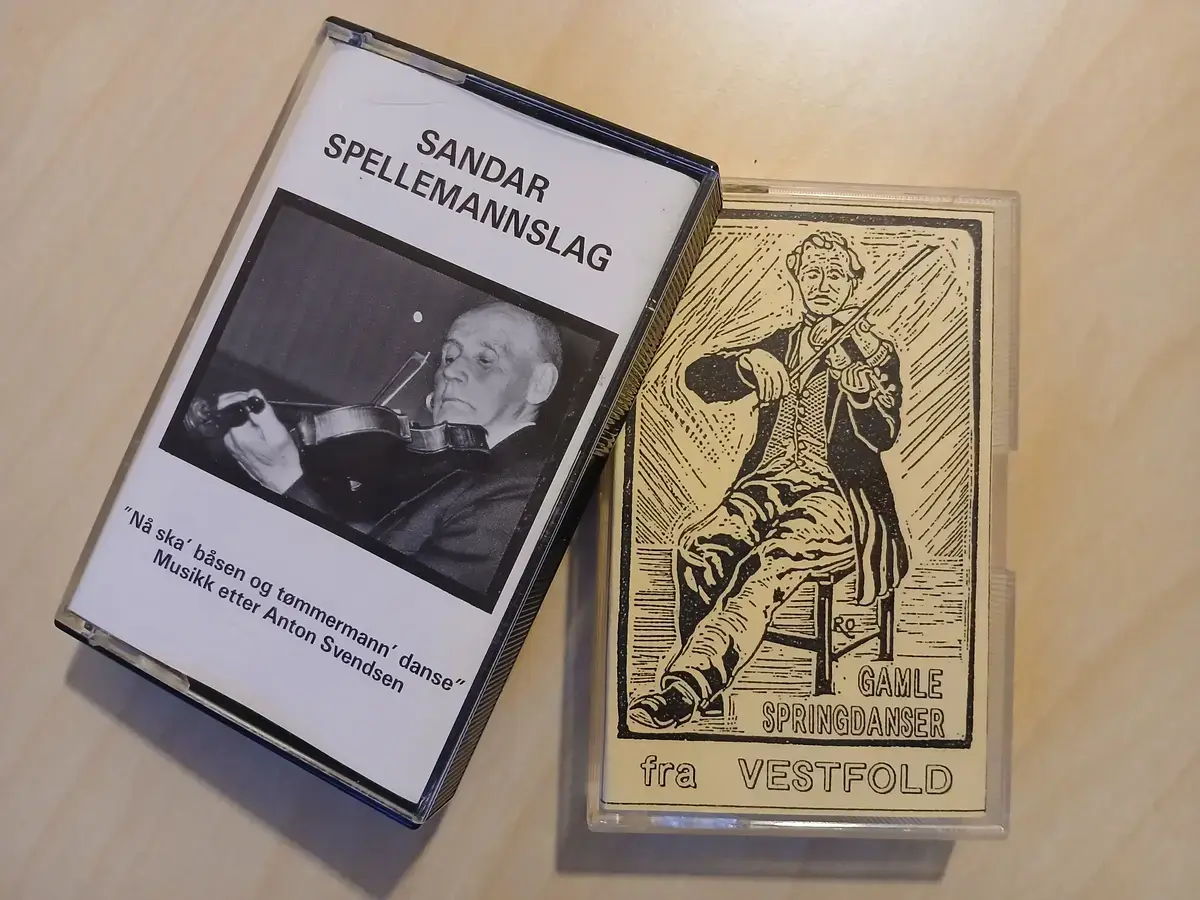 SANDAR
SPELLEMANNSLAG
"Nå ska' båsen og tømmermann' danse"
Musikk etter Anton Svendsen
RO
GAMLE
SPRINGDANSER
fra VESTFOLD